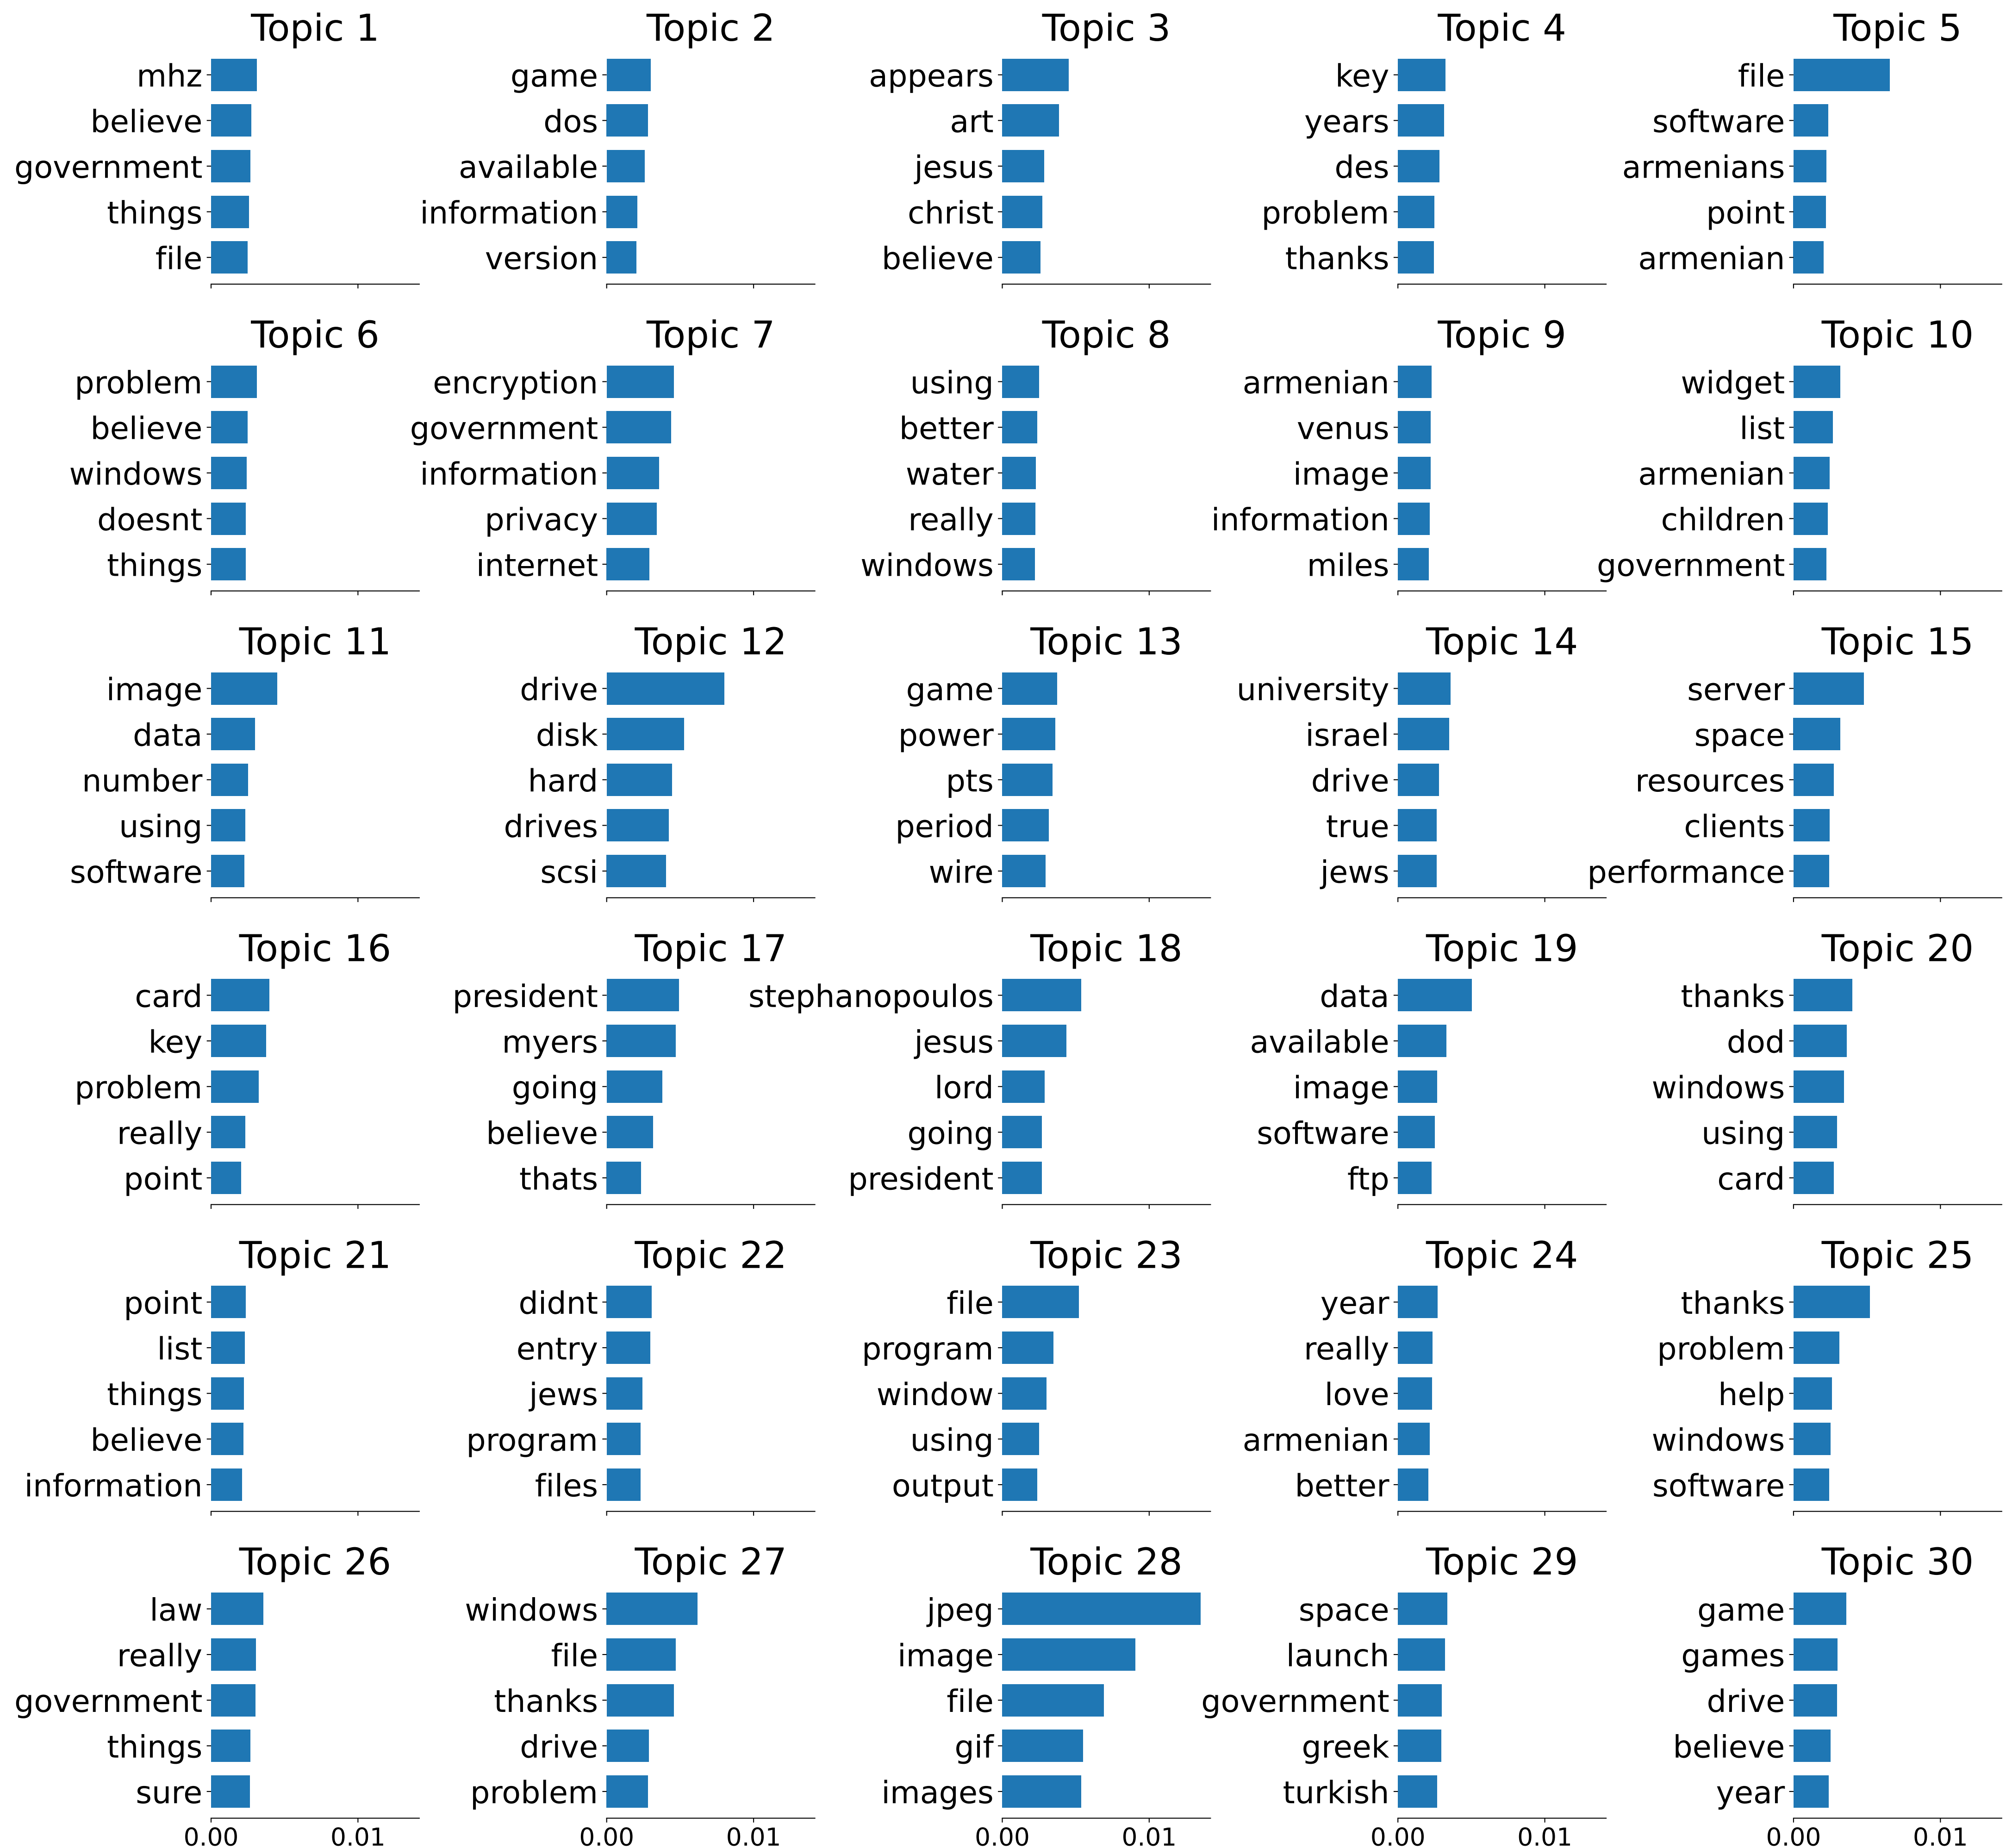 Topic 1
mhz
believe
government
things
file
Topic 2
game
dos
available
information
version
Topic 3
appears
art
jesus
christ
believe
Topic 4
key
years
des
problem
thanks
Topic 5
file
software
armenians
point
armenian
Topic 6
problem
believe
windows
doesnt
things
Topic 7
encryption
government
information
privacy
internet
Topic 8
using
better
water
really
windows
Topic 9
armenian
venus
image
information
miles
Topic 10
widget
list
armenian
children
government
Topic 11
image
data
number
using
software
Topic 12
drive
disk
hard
drives
scsi
Topic 13
game
power
pts
period
wire
Topic 14
university
israel
drive
true
jews
Topic 15
server
space
resources
clients
performance
Topic 16
card
key
problem
really
point
Topic 17
president
myers
going
believe
thats
Topic 18
stephanopoulos
jesus
lord
going
president
Topic 19
data
available
image
software
ftp
Topic 20
thanks
dod
windows
using
card
Topic 21
point
list
things
believe
information
Topic 22
didnt
entry
jews
program
files
Topic 23
file
program
window
using
output
Topic 24
year
really
love
armenian
better
Topic 25
thanks
problem
help
windows
software
Topic 26
law
really
government
things
sure
0.00 0.01
Topic 27
windows
file
thanks
drive
problem
0.00 0.01
Topic 28
jpeg
image
file
gif
images
0.00 0.01
Topic 29
space
launch
government
greek
turkish
0.00 0.01
Topic 30
game
games
drive
believe
year
0.00 0.01